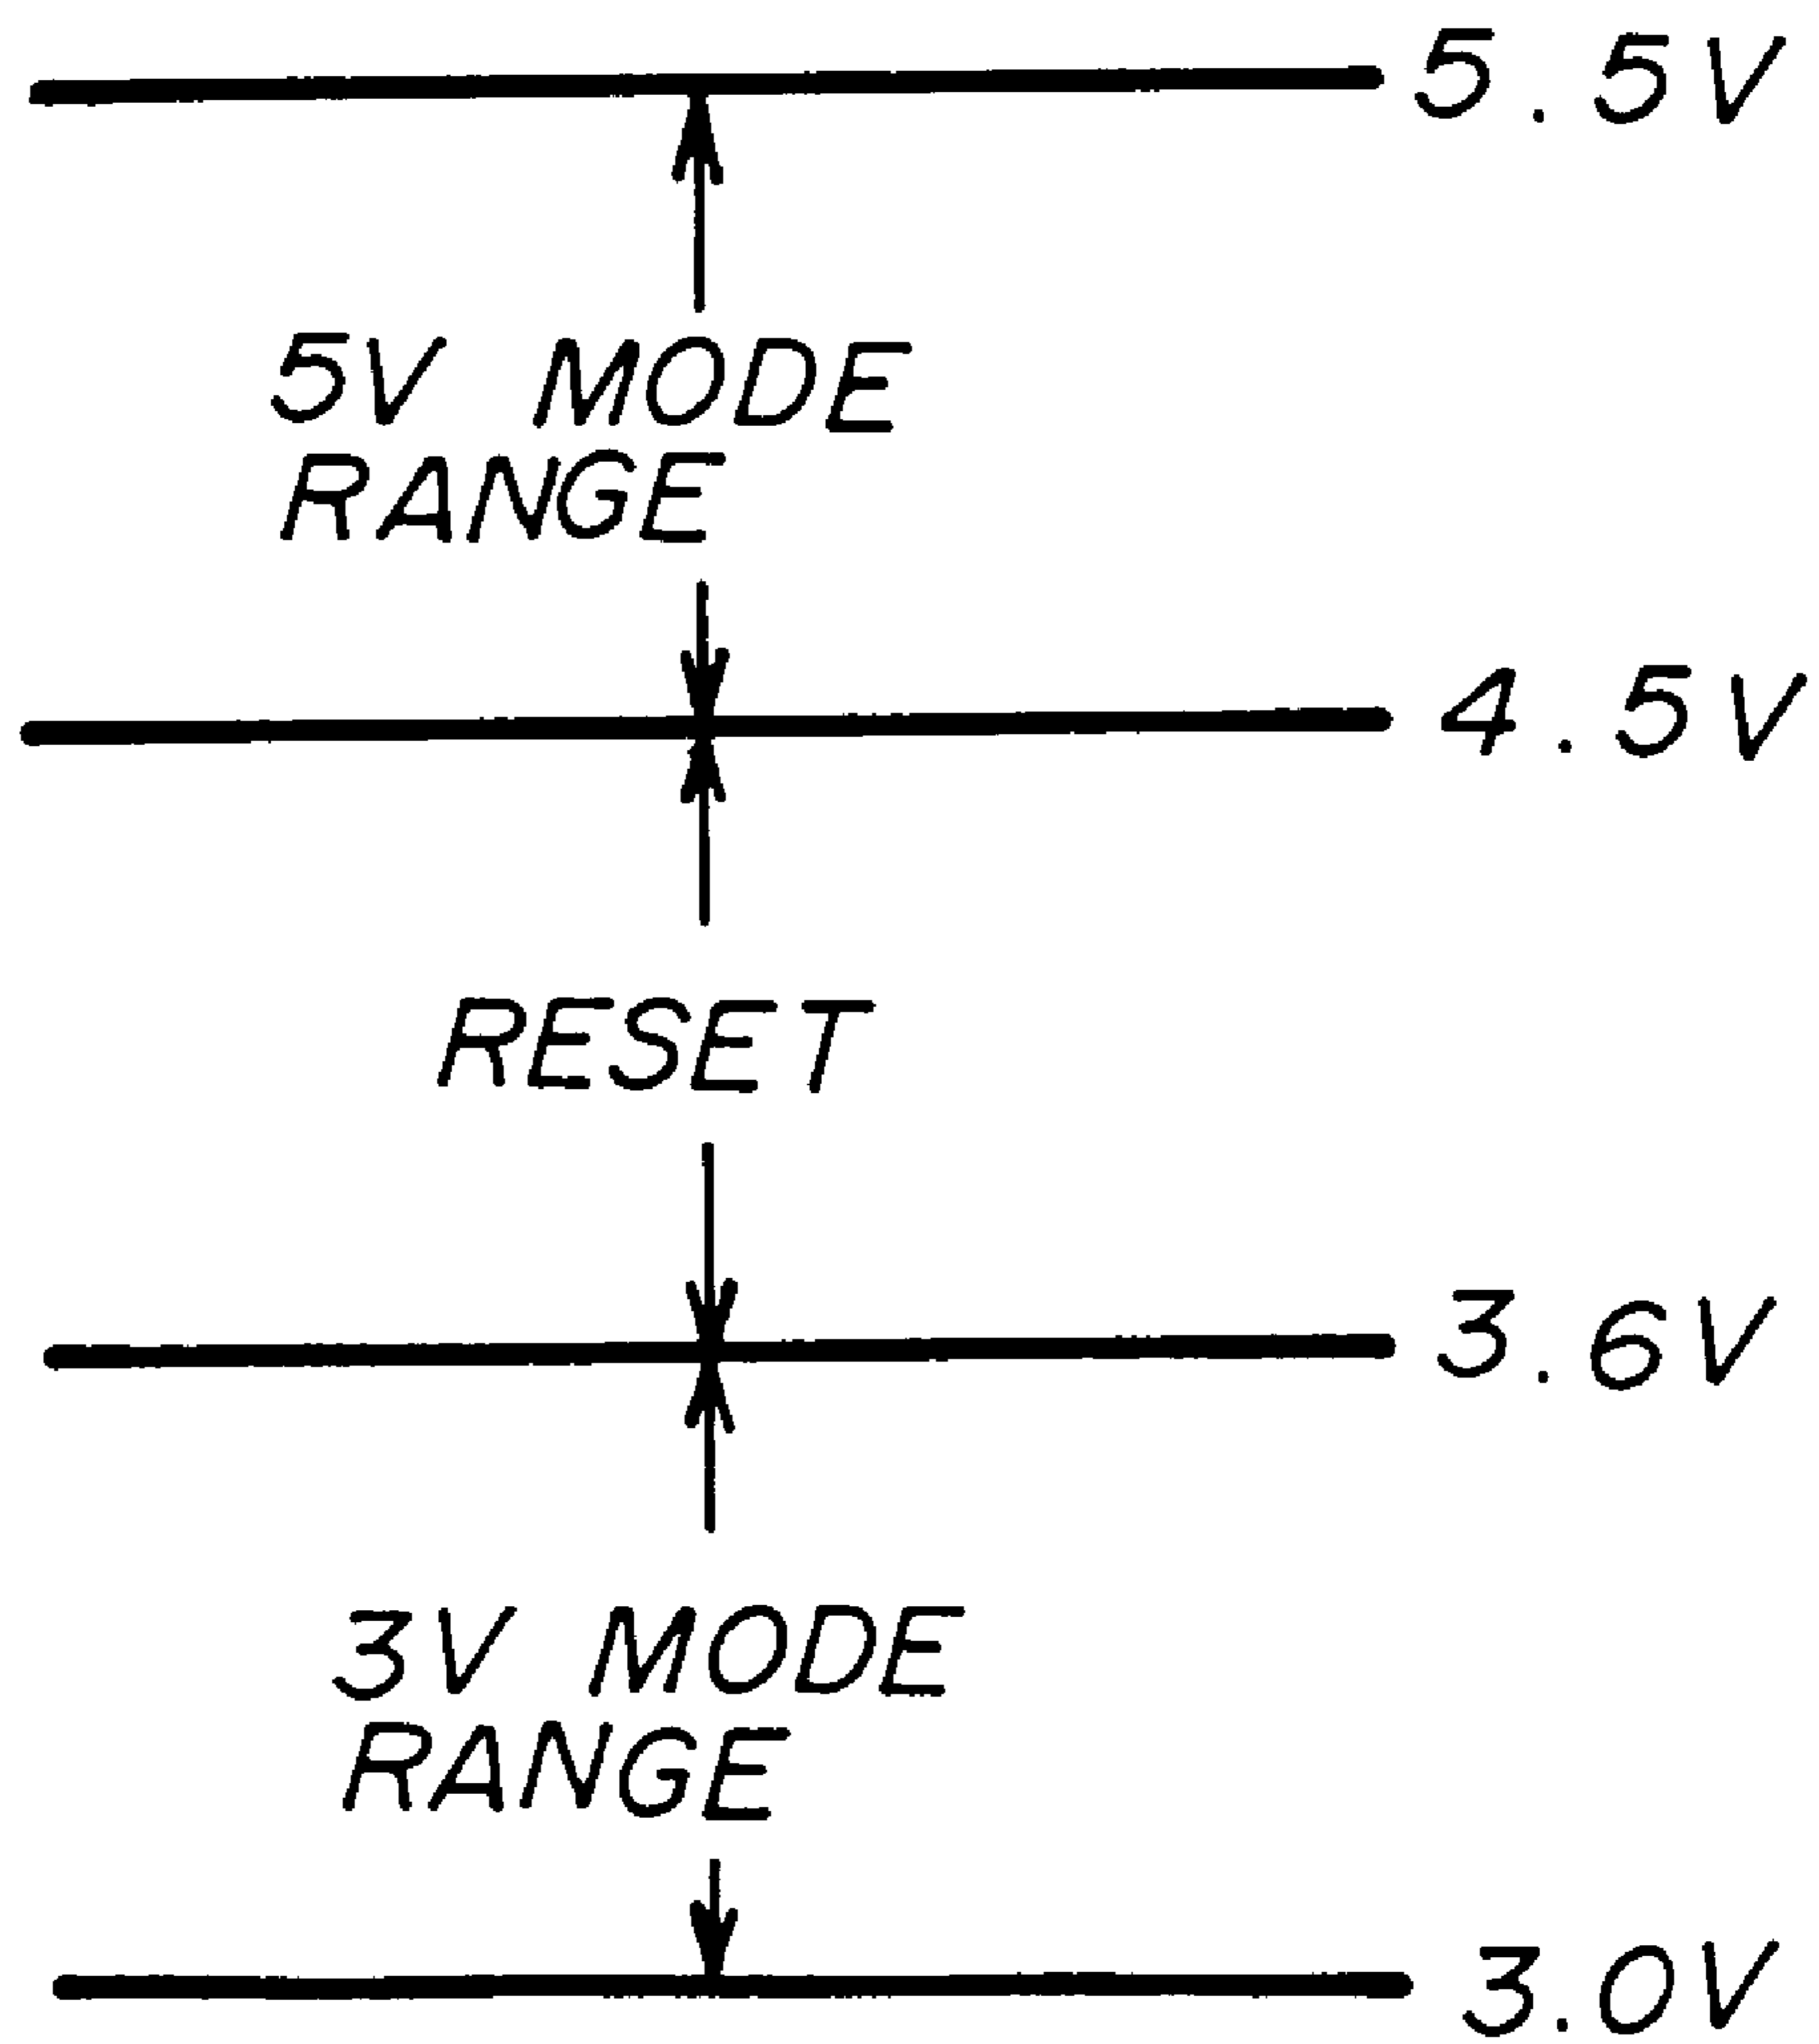 5.5V
5V MODE
RANGE
4.5V
RESET
3.6V
3V MODE
RANGE
3.0V